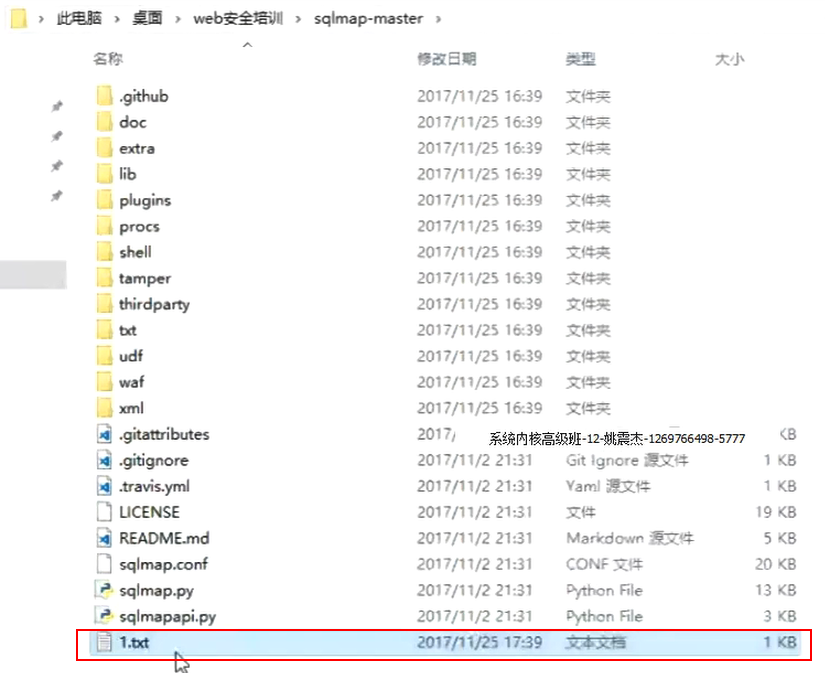 此电脑 › 桌面 › web安全培训 › sqlmap-master ›
名称 修改日期 类型 大小
.github 2017/11/25 16:39 文件夹
doc 2017/11/25 16:39 文件夹
extra 2017/11/25 16:39 文件夹
lib 2017/11/25 16:39 文件夹
plugins 2017/11/25 16:39 文件夹
procs 2017/11/25 16:39 文件夹
shell 2017/11/25 16:39 文件夹
tamper 2017/11/25 16:39 文件夹
thirdparty 2017/11/25 16:39 文件夹
txt 2017/11/25 16:39 文件夹
udf 2017/11/25 16:39 文件夹
waf 2017/11/25 16:39 文件夹
xml 2017/11/25 16:39 文件夹
.gitattributes 2017/ 系统内核高级班-12-姚震杰-1269766498-5777 KB
.gitignore 2017/11/2 21:31 Git Ignore 源文件 1 KB
.travis.yml 2017/11/2 21:31 Yaml 源文件 1 KB
LICENSE 2017/11/2 21:31 文件 19 KB
README.md 2017/11/2 21:31 Markdown 源文件 5 KB
sqlmap.conf 2017/11/2 21:31 CONF 文件 20 KB
sqlmap.py 2017/11/2 21:31 Python File 13 KB
sqlmapapi.py 2017/11/2 21:31 Python File 3 KB
1.txt 2017/11/25 17:39 文本文档 1 KB